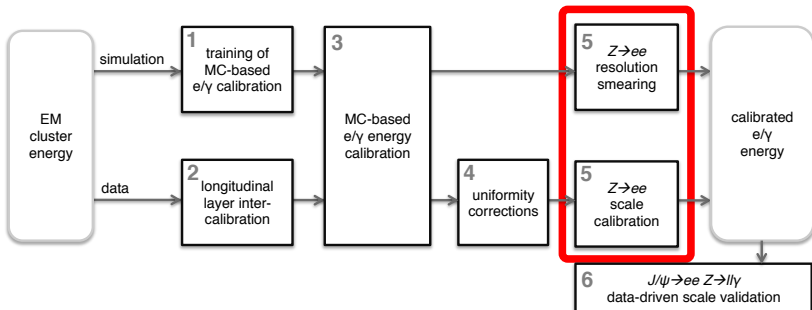 EM
cluster
energy
simulation
data
1
training of
MC-based
e/γ calibration
2
longitudinal
layer inter-
calibration
3
MC-based
e/γ energy
calibration
4
uniformity
corrections
5
Z→ee
resolution
smearing
5
Z→ee
scale
calibration
calibrated
e/γ
energy
6
J/ψ→ee Z→llγ
data-driven scale validation